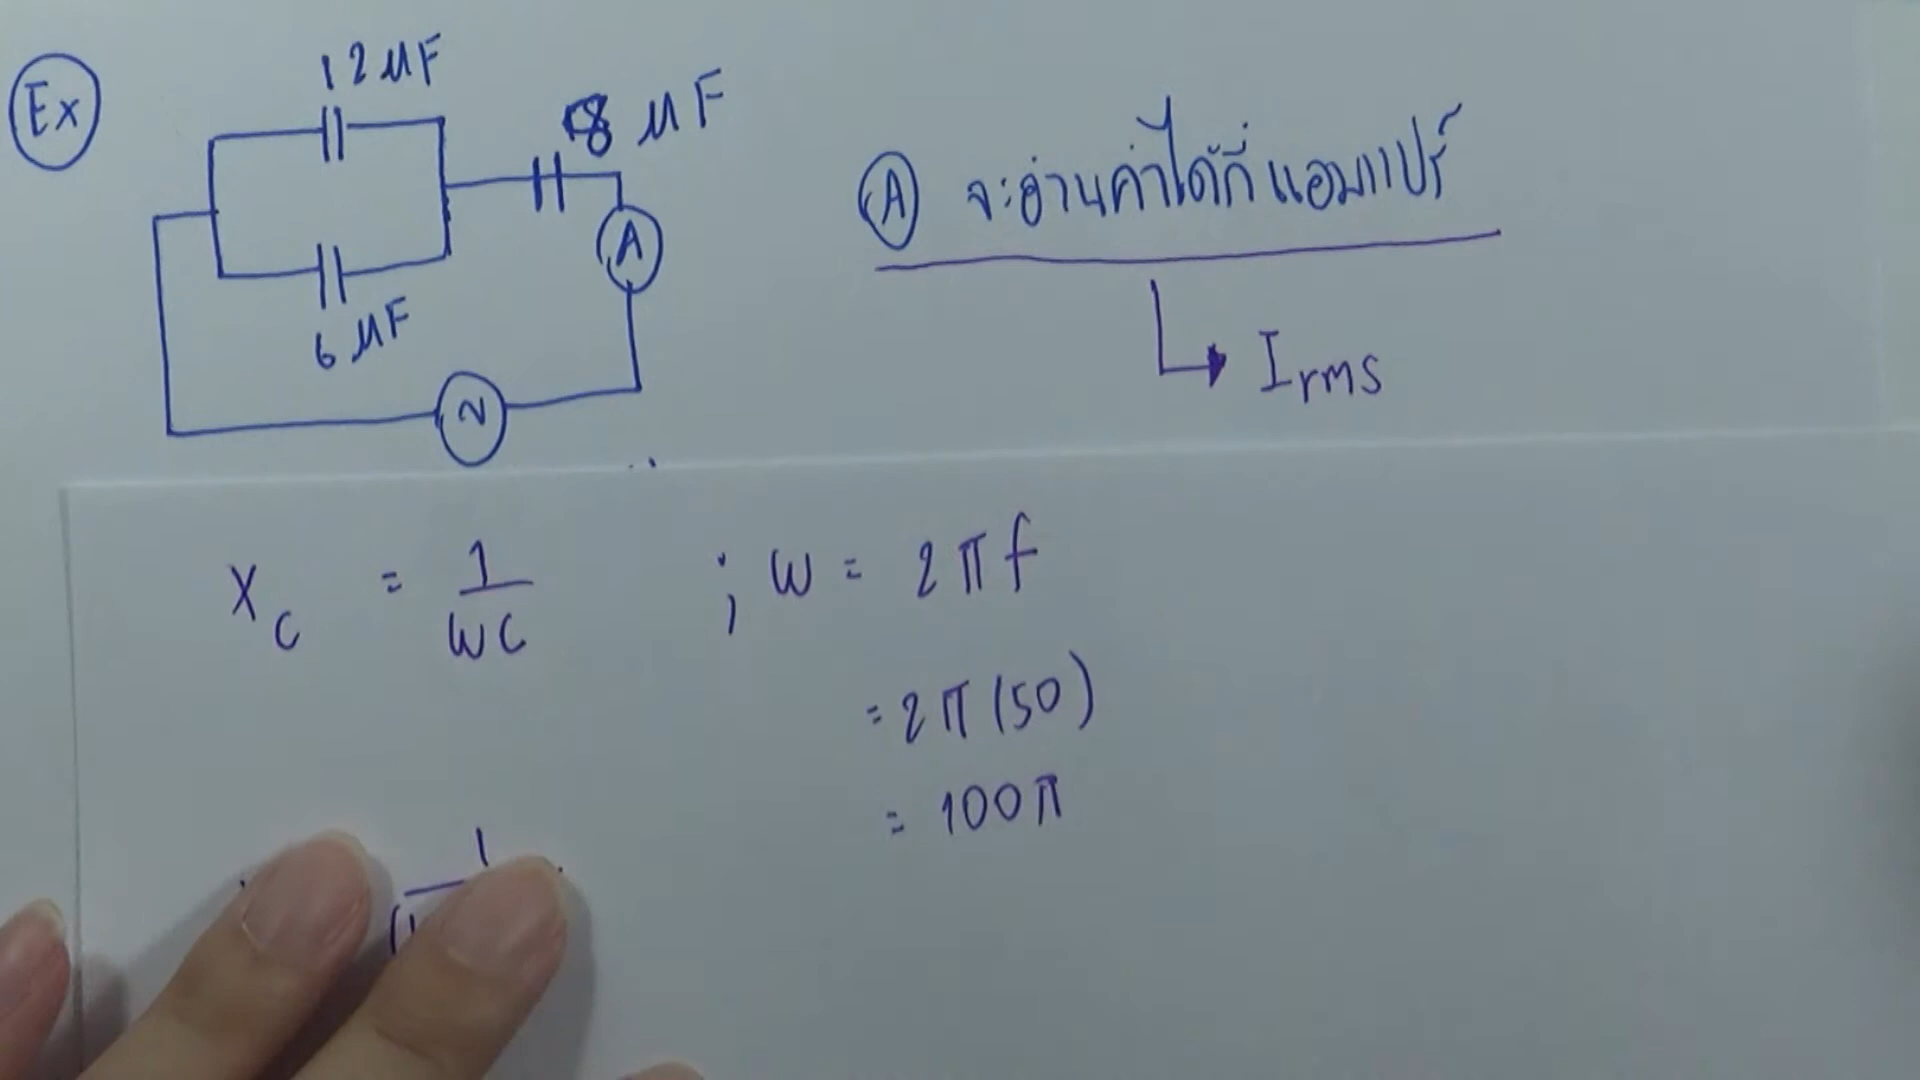 Ex
12 μF
8 μF
6 μF
A
~
A จะอ่านค่าได้กี่แอมแปร์
Irms
Xc = 1/ωC ; ω = 2πf
= 2π(50)
= 100π
1